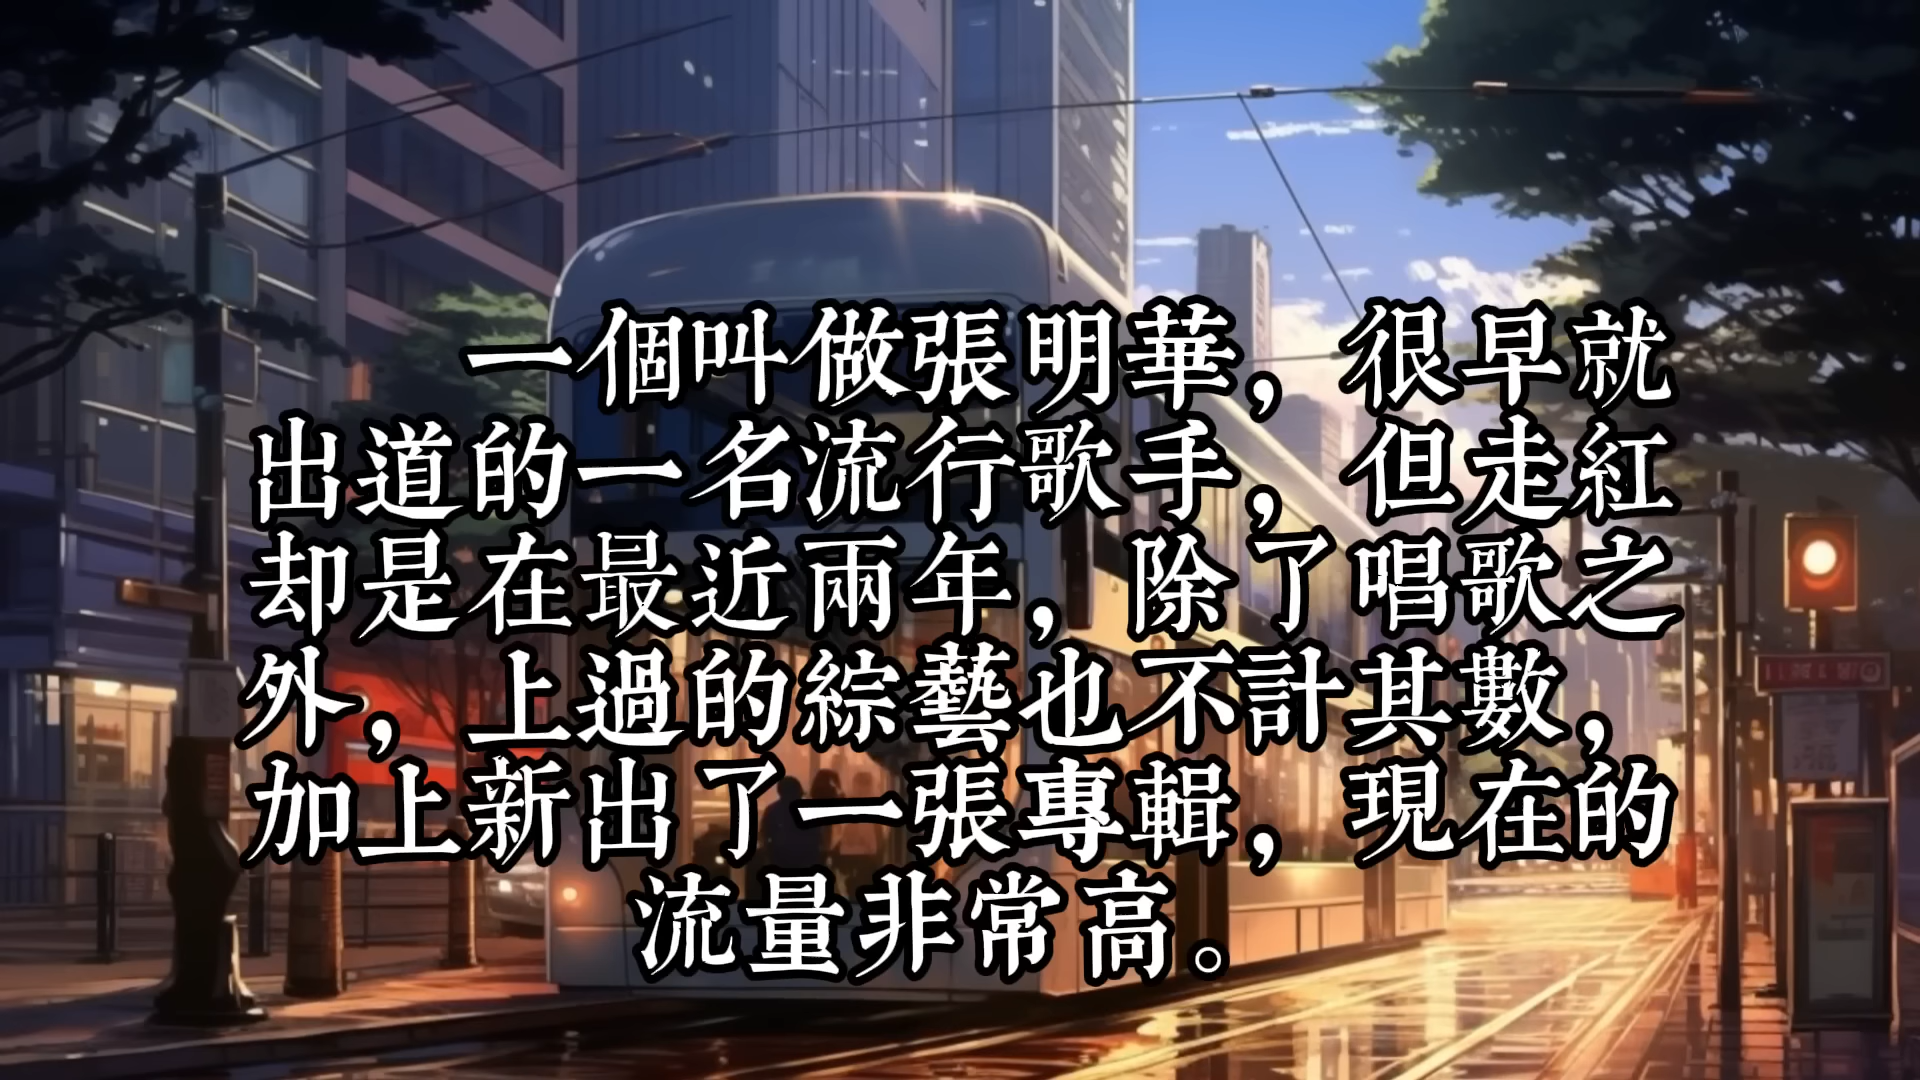 一個叫做張明華，很早就
出道的一名流行歌手，但走紅
却是在最近兩年，除了唱歌之
外，上過的綜藝也不計其數，
加上新出了一張專輯，現在的
流量非常高。